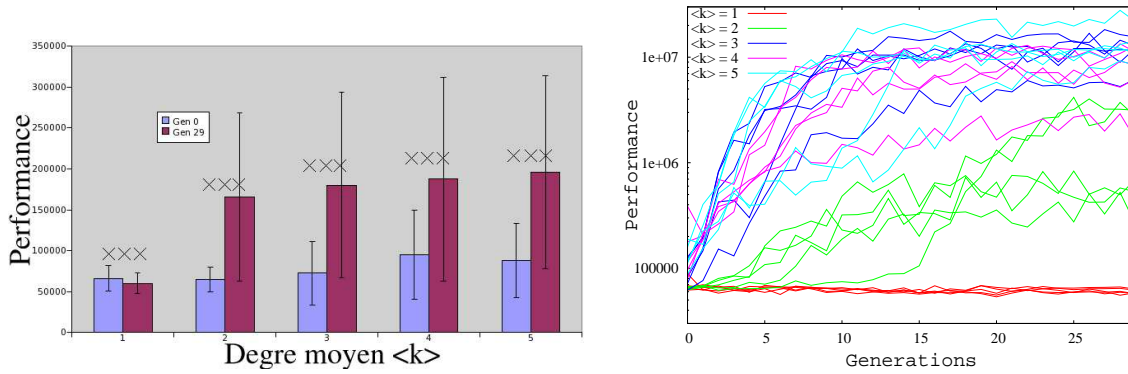 350000
300000
250000
200000
150000
100000
50000
0
Performance
Gen 0
Gen 29
×××
×××
×××
×××
×××
1 2 3 4 5
Degre moyen <k>
<k> = 1
<k> = 2
<k> = 3
<k> = 4
<k> = 5
1e+07
1e+06
100000
Performance
0 5 10 15 20 25
Generations